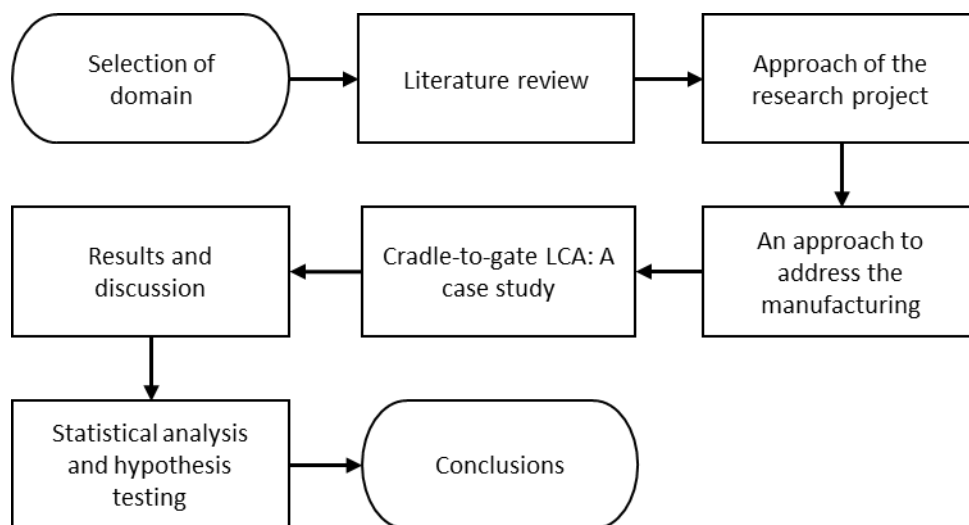 Selection of
domain
Literature review
Approach of the
research project
An approach to
address the
manufacturing
Cradle-to-gate LCA: A
case study
Results and
discussion
Statistical analysis
and hypothesis
testing
Conclusions